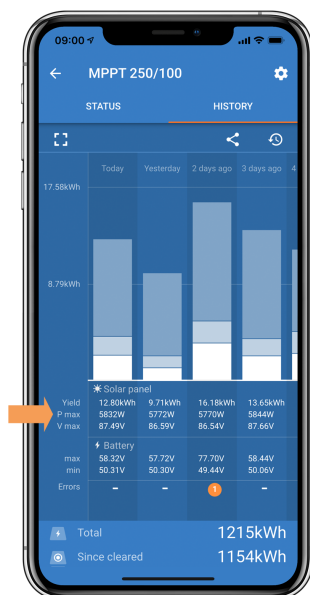 09:00
MPPT 250/100
STATUS HISTORY
Today Yesterday 2 days ago 3 days ago 4
17.58kWh
8.79kWh
Solar panel
Yield 12.80kWh 9.71kWh 16.18kWh 13.65kWh
P max 5832W 5772W 5770W 5844W
V max 87.49V 86.59V 86.54V 87.66V
Battery
max 58.32V 57.72V 77.70V 58.44V
min 50.31V 50.30V 49.44V 50.06V
Errors – – 1 –
Total 1215kWh
Since cleared 1154kWh